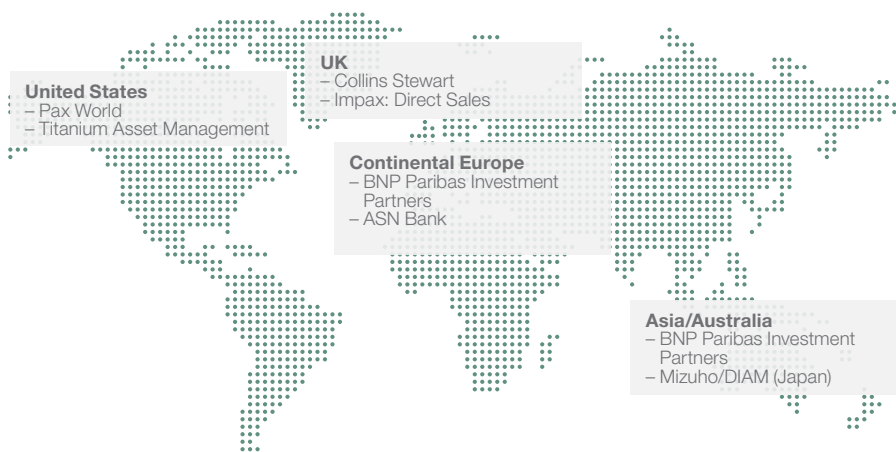 United States
– Pax World
– Titanium Asset Management
UK
– Collins Stewart
– Impax: Direct Sales
Continental Europe
– BNP Paribas Investment
Partners
– ASN Bank
Asia/Australia
– BNP Paribas Investment
Partners
– Mizuho/DIAM (Japan)